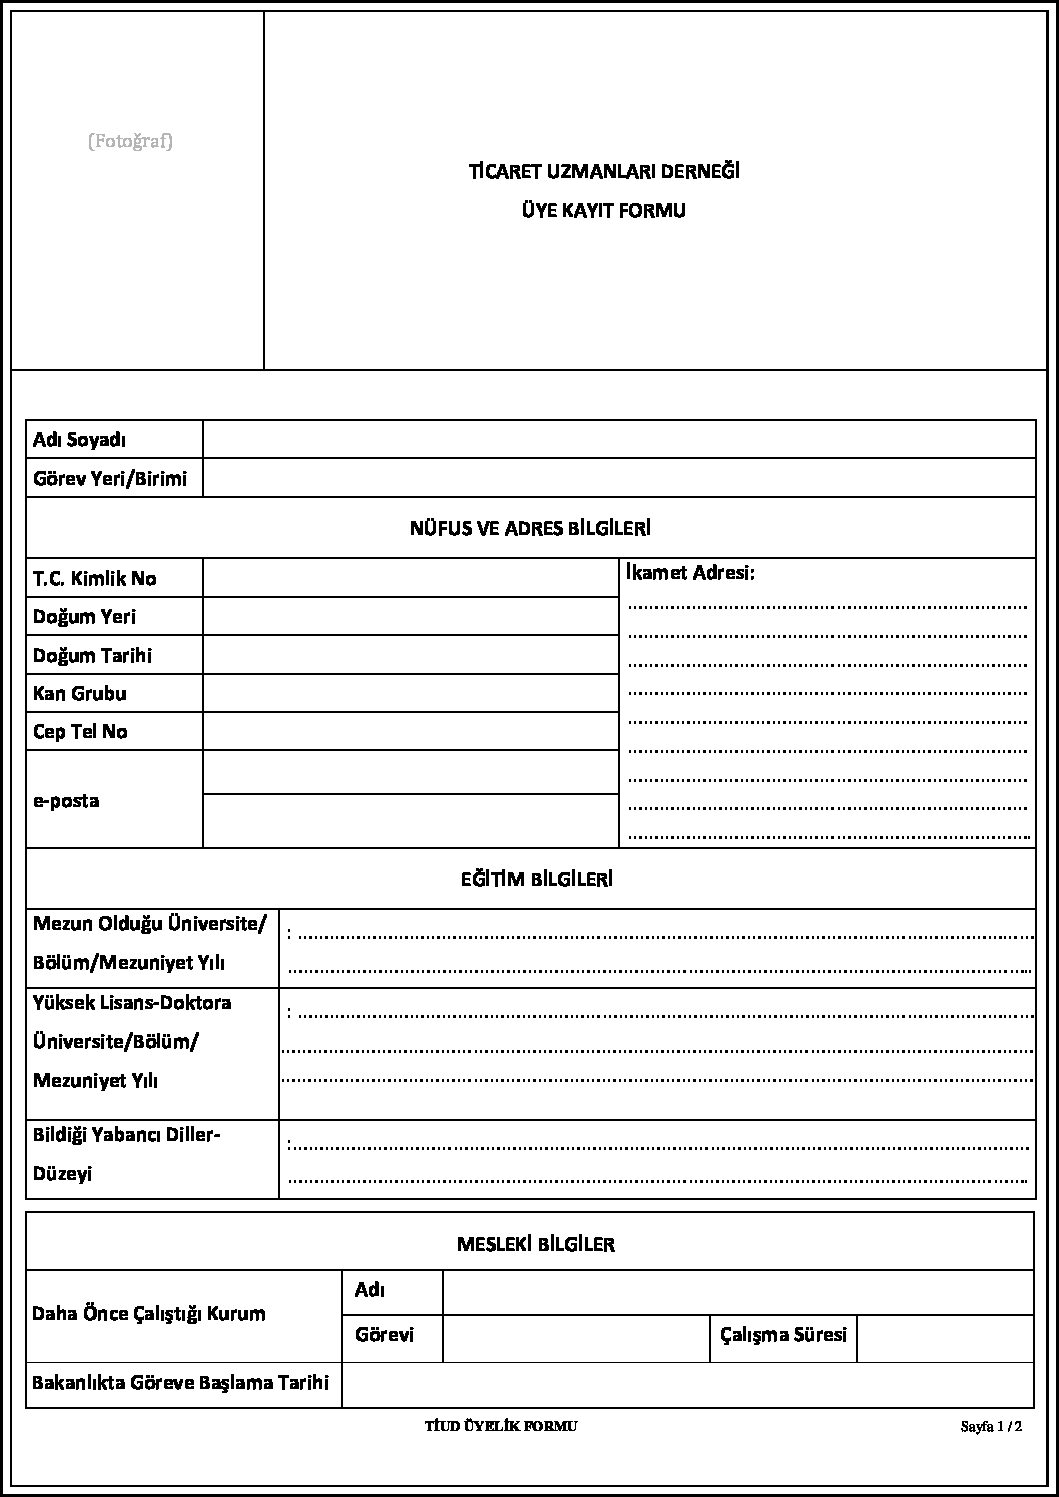 (Fotoğraf)
TİCARET UZMANLARI DERNEĞİ
ÜYE KAYIT FORMU
Adı Soyadı
Görev Yeri/Birimi
NÜFUS VE ADRES BİLGİLERİ
T.C. Kimlik No
Doğum Yeri
Doğum Tarihi
Kan Grubu
Cep Tel No
e-posta
İkamet Adresi:
EĞİTİM BİLGİLERİ
Mezun Olduğu Üniversite/
Bölüm/Mezuniyet Yılı
Yüksek Lisans-Doktora
Üniversite/Bölüm/
Mezuniyet Yılı
Bildiği Yabancı Diller-
Düzeyi
MESLEKİ BİLGİLER
Daha Önce Çalıştığı Kurum
Adı
Görevi
Çalışma Süresi
Bakanlıkta Göreve Başlama Tarihi
TİUD ÜYELİK FORMU
Sayfa 1 / 2